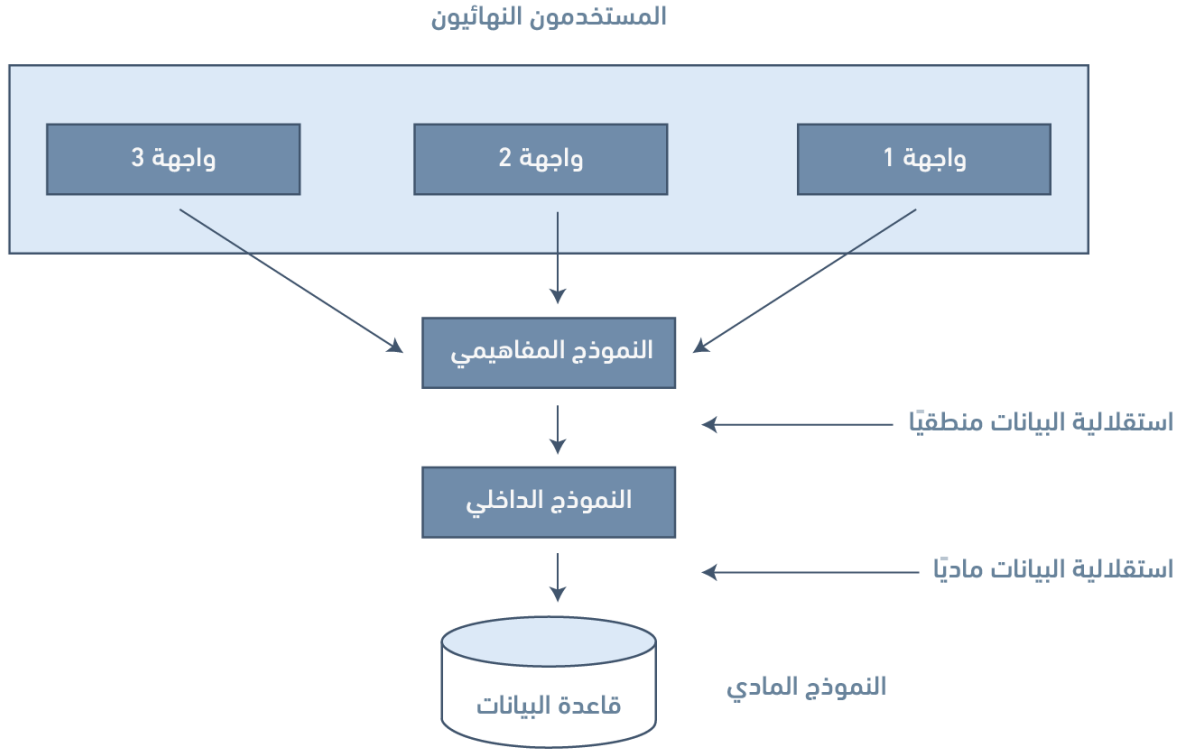 المستخدمون النهائيون
واجهة 1
واجهة 2
واجهة 3
النموذج المفاهيمي
استقلالية البيانات منطقيًا
النموذج الداخلي
استقلالية البيانات ماديًا
النموذج المادي
قاعدة البيانات